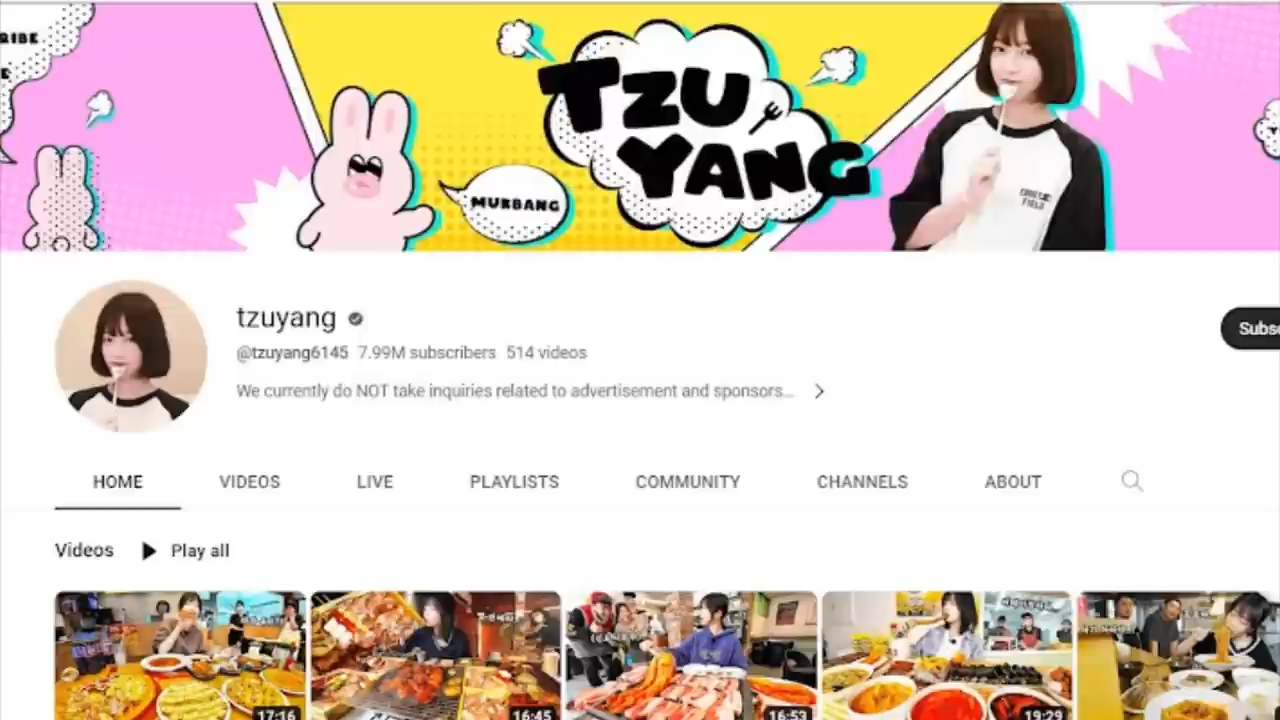 TZU
YANG
MUKBANG
tzuyang
@tzuyang6145 7.99M subscribers 514 videos
We currently do NOT take inquiries related to advertisement and sponsors...
HOME VIDEOS LIVE PLAYLISTS COMMUNITY CHANNELS ABOUT
Videos Play all
17:16 16:45 16:53 19:29